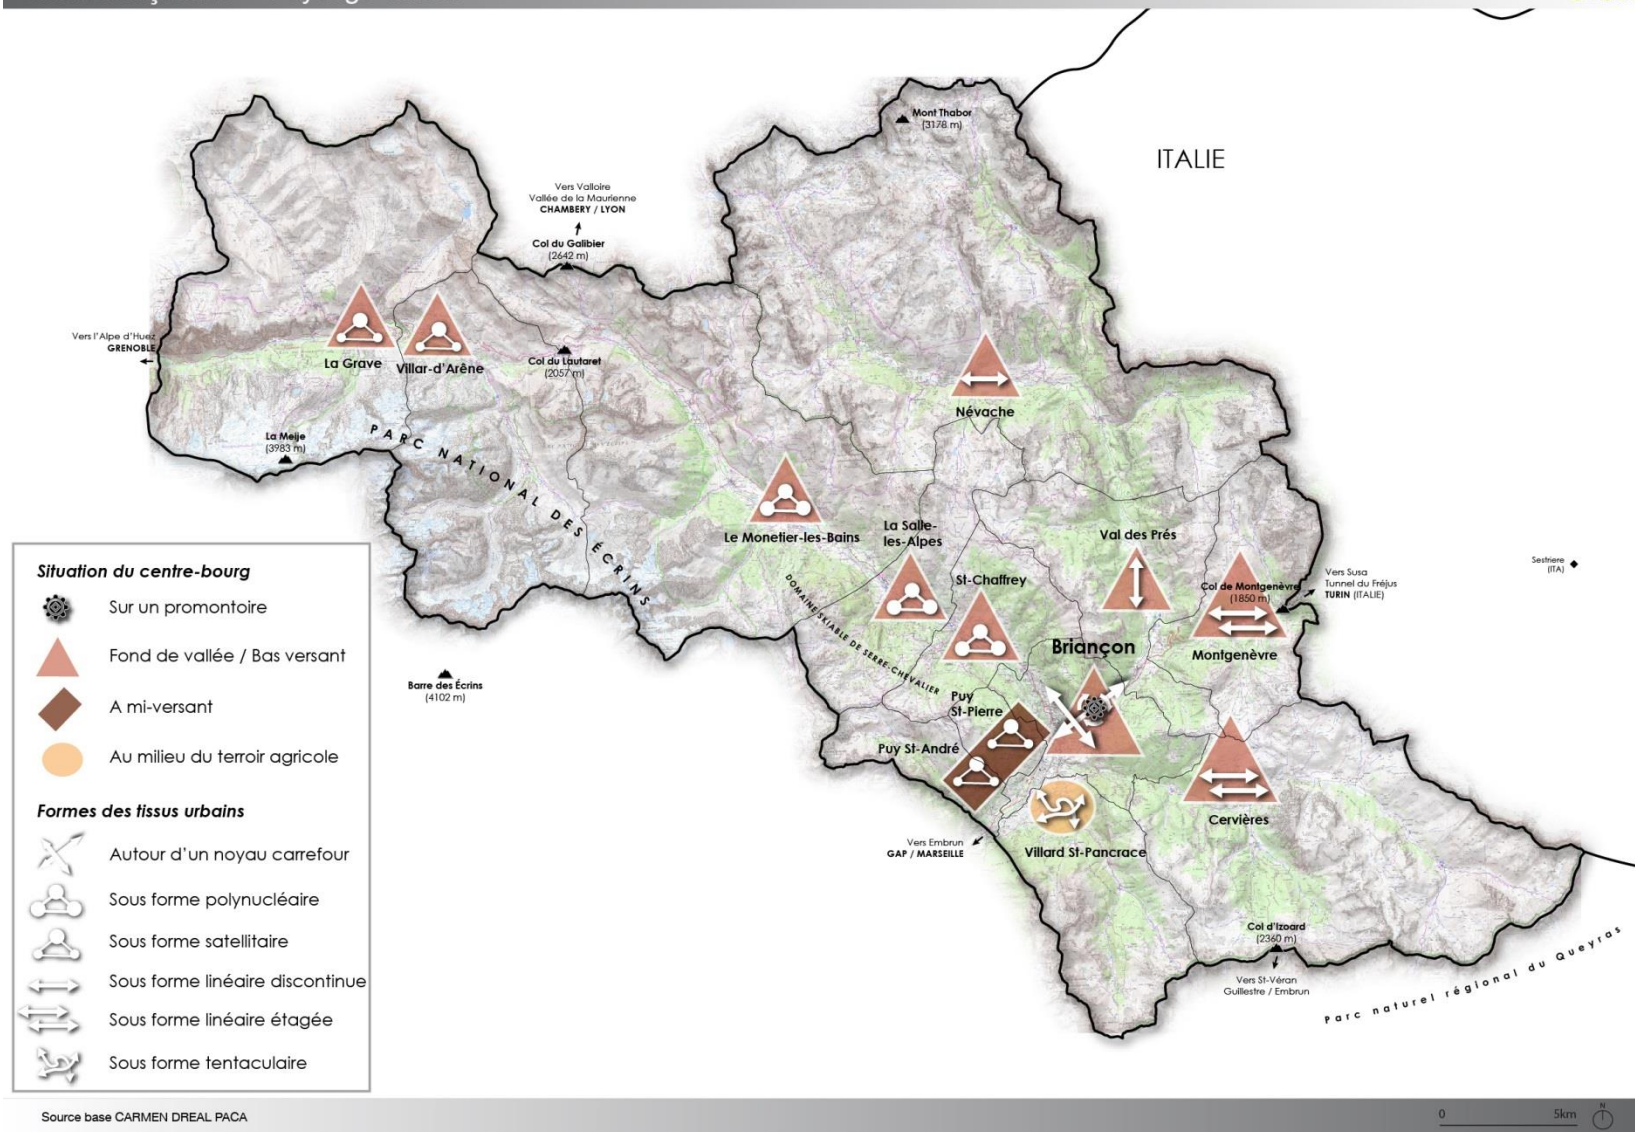 Mont Thabor
(3178 m)
ITALIE
Vers Valloire
Vallée de la Maurienne
CHAMBERY / LYON
Col du Galibier
(2642 m)
Vers l'Alpe d'Huez
GRENOBLE
La Grave
Villar-d'Arêne
Col du Lautaret
(2057 m)
Névache
La Meije
(3983 m)
PARC NATIONAL DES ÉCRINS
Le Monetier-les-Bains
La Salle-
les-Alpes
Val des Prés
St-Chaffrey
Col de Montgenèvre
(1850 m)
Vers Susa
Tunnel du Fréjus
TURIN (ITALIE)
Sestriere
(ITA)
DOMAINE SKIABLE DE SERRE-CHEVALIER
Briançon
Montgenèvre
Barre des Écrins
(4102 m)
Puy
St-Pierre
Puy St-André
Cervières
Vers Embrun
GAP / MARSEILLE
Villard St-Pancrace
Col d'Izoard
(2360 m)
Vers St-Véran
Guillestre / Embrun
Parc naturel régional du Queyras
Situation du centre-bourg
Sur un promontoire
Fond de vallée / Bas versant
A mi-versant
Au milieu du terroir agricole
Formes des tissus urbains
Autour d'un noyau carrefour
Sous forme polynucléaire
Sous forme satellitaire
Sous forme linéaire discontinue
Sous forme linéaire étagée
Sous forme tentaculaire
Source base CARMEN DREAL PACA
0 5km
N